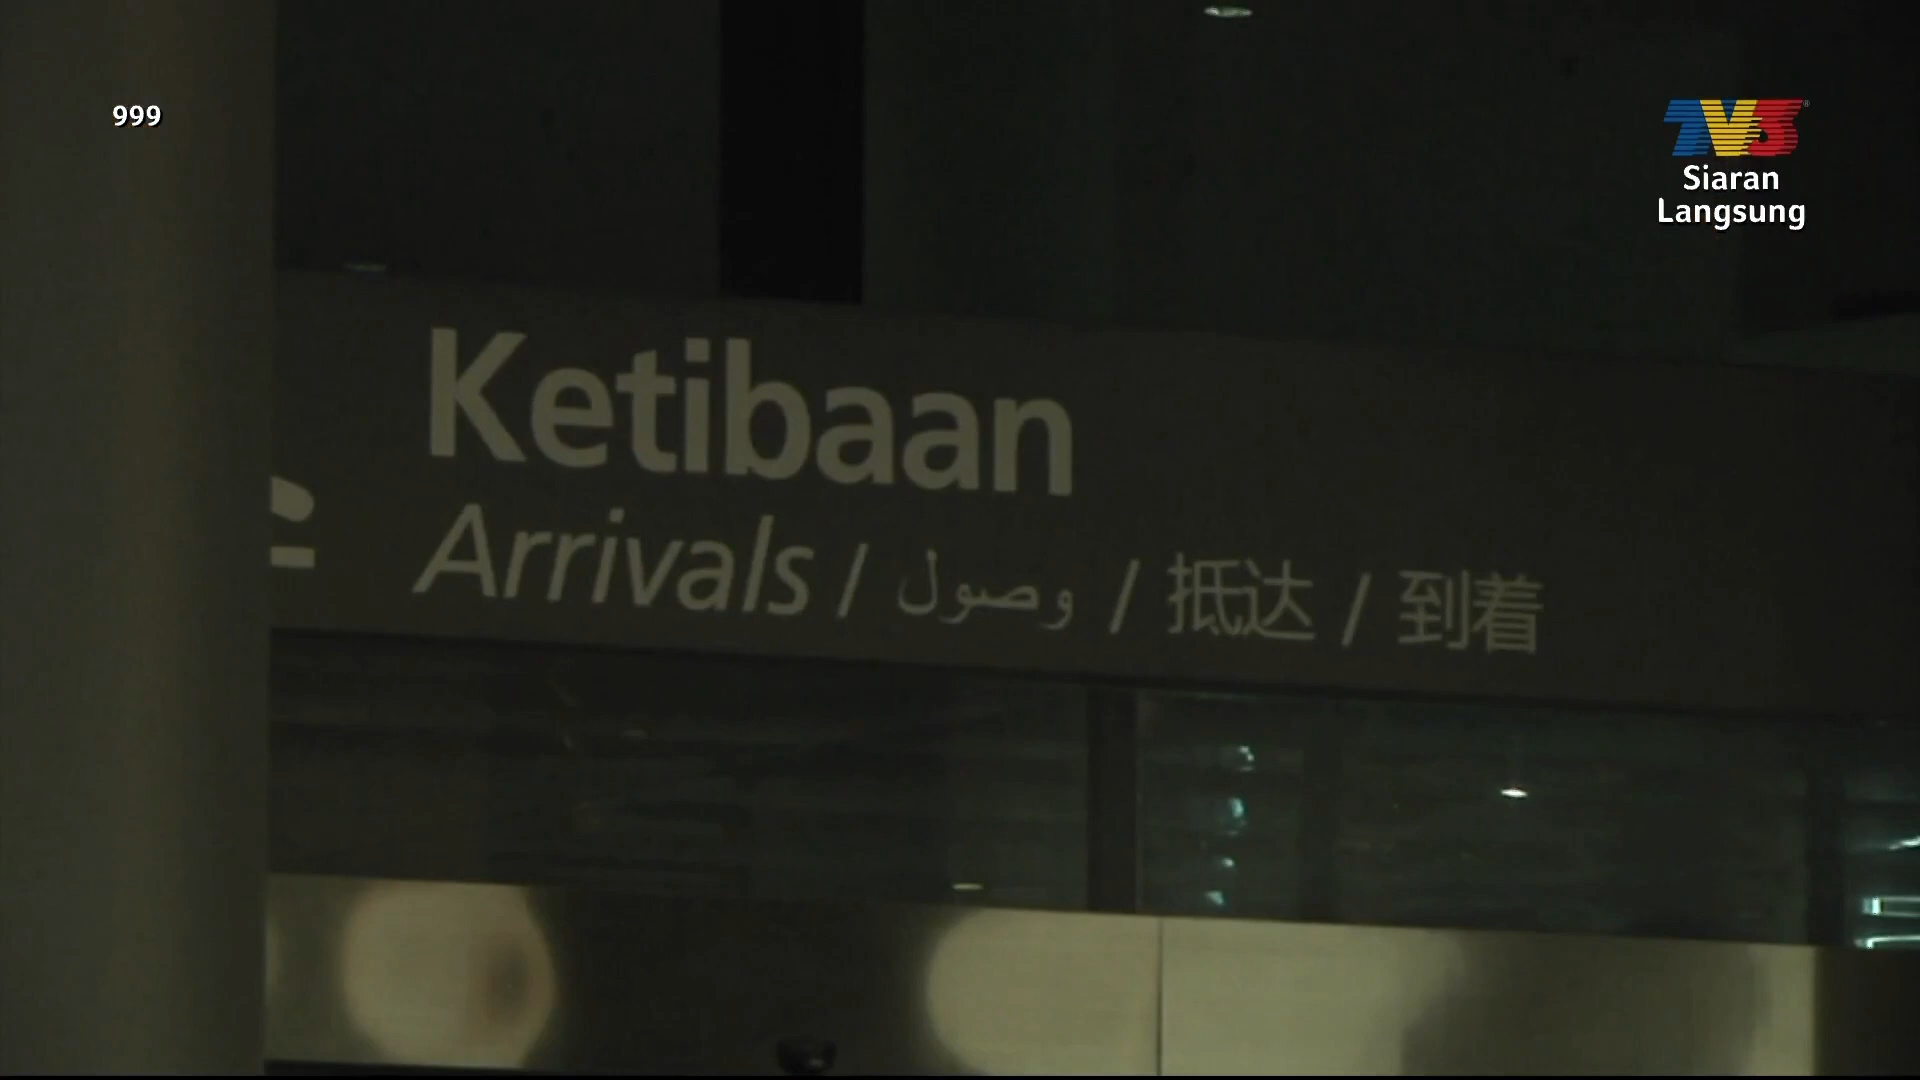 999
TV3
Siaran
Langsung
Ketibaan
Arrivals / وصول / 抵达 / 到着